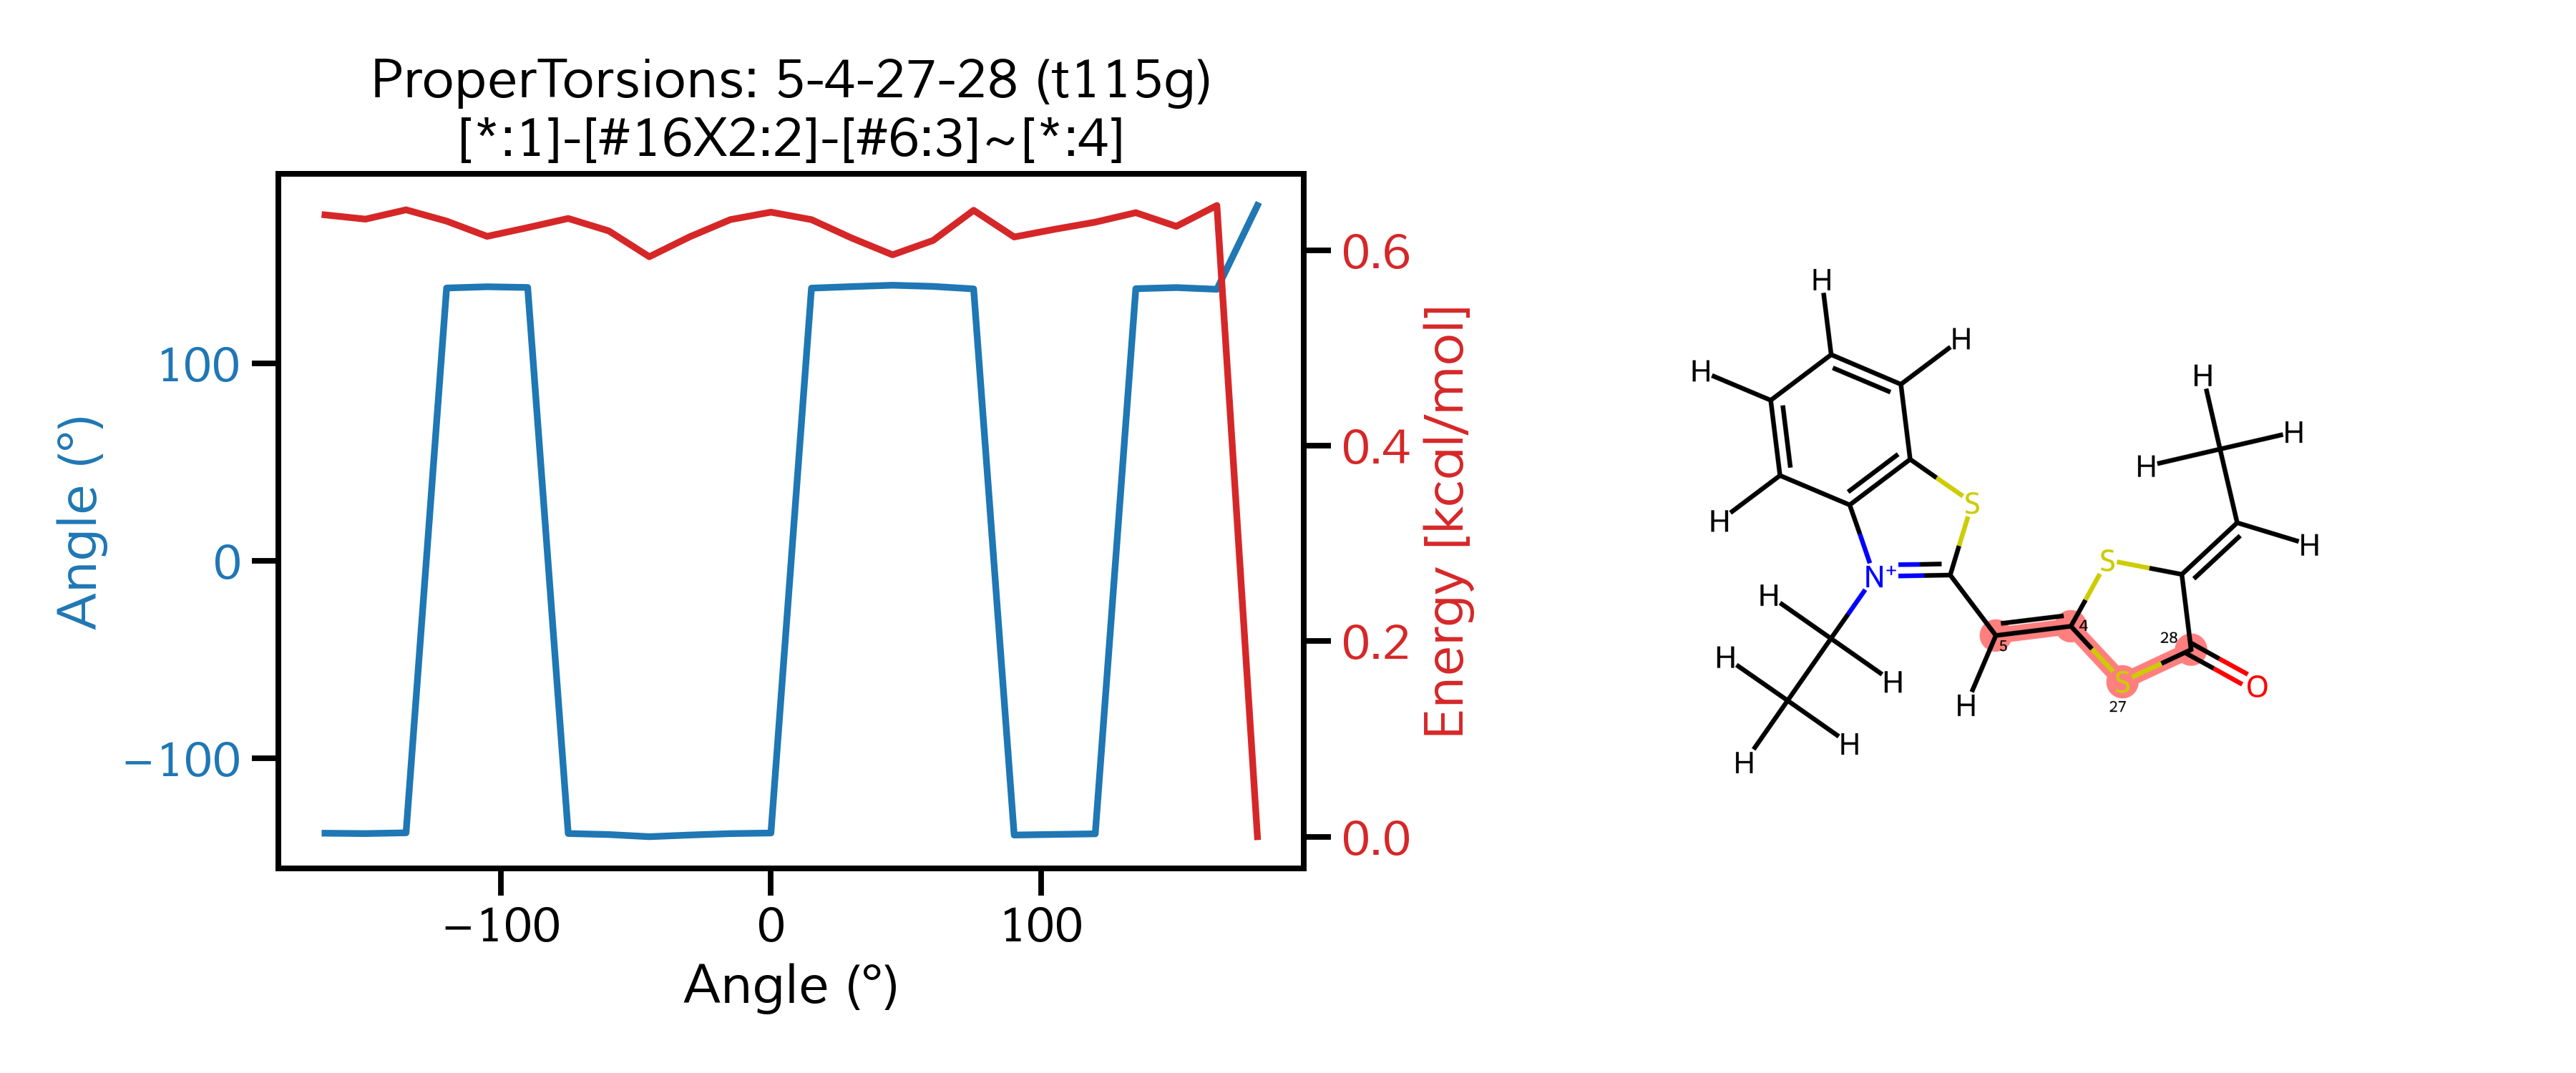 ProperTorsions: 5-4-27-28 (t115g)
[*:1]-[#16X2:2]-[#6:3]~[*:4]
Angle (°)
100
0
−100
−100
0
100
Angle (°)
0.6
0.4
0.2
0.0
Energy [kcal/mol]
H
H
H
H
H
H
H
H
S
S
N⁺
H
H
H
H
H
H
H
5
4
28
S
27
O